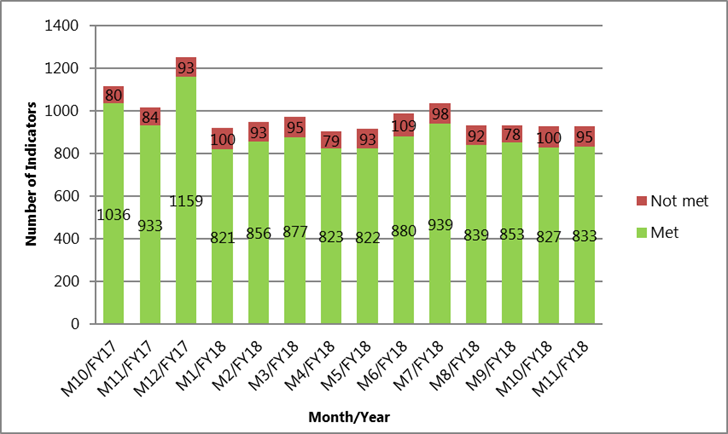 1400
1200
1000
800
600
400
200
0
Number of Indicators
80
84
93
100
93
95
79
93
109
98
92
78
100
95
1036
933
1159
821
856
877
823
822
880
939
839
853
827
833
Not met
Met
M10/FY17
M11/FY17
M12/FY17
M1/FY18
M2/FY18
M3/FY18
M4/FY18
M5/FY18
M6/FY18
M7/FY18
M8/FY18
M9/FY18
M10/FY18
M11/FY18
Month/Year